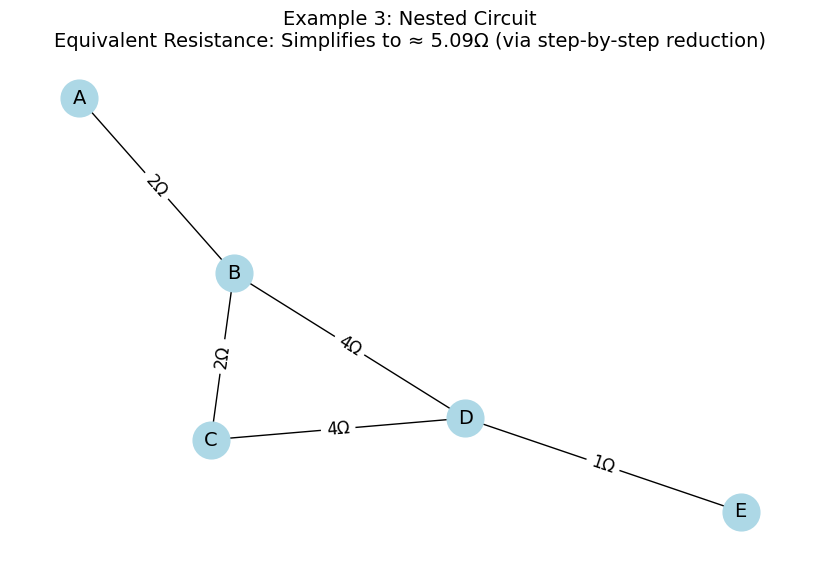 Example 3: Nested Circuit
Equivalent Resistance: Simplifies to ≈ 5.09Ω (via step-by-step reduction)
A
2Ω
B
4Ω
2Ω
D
4Ω
C
1Ω
E